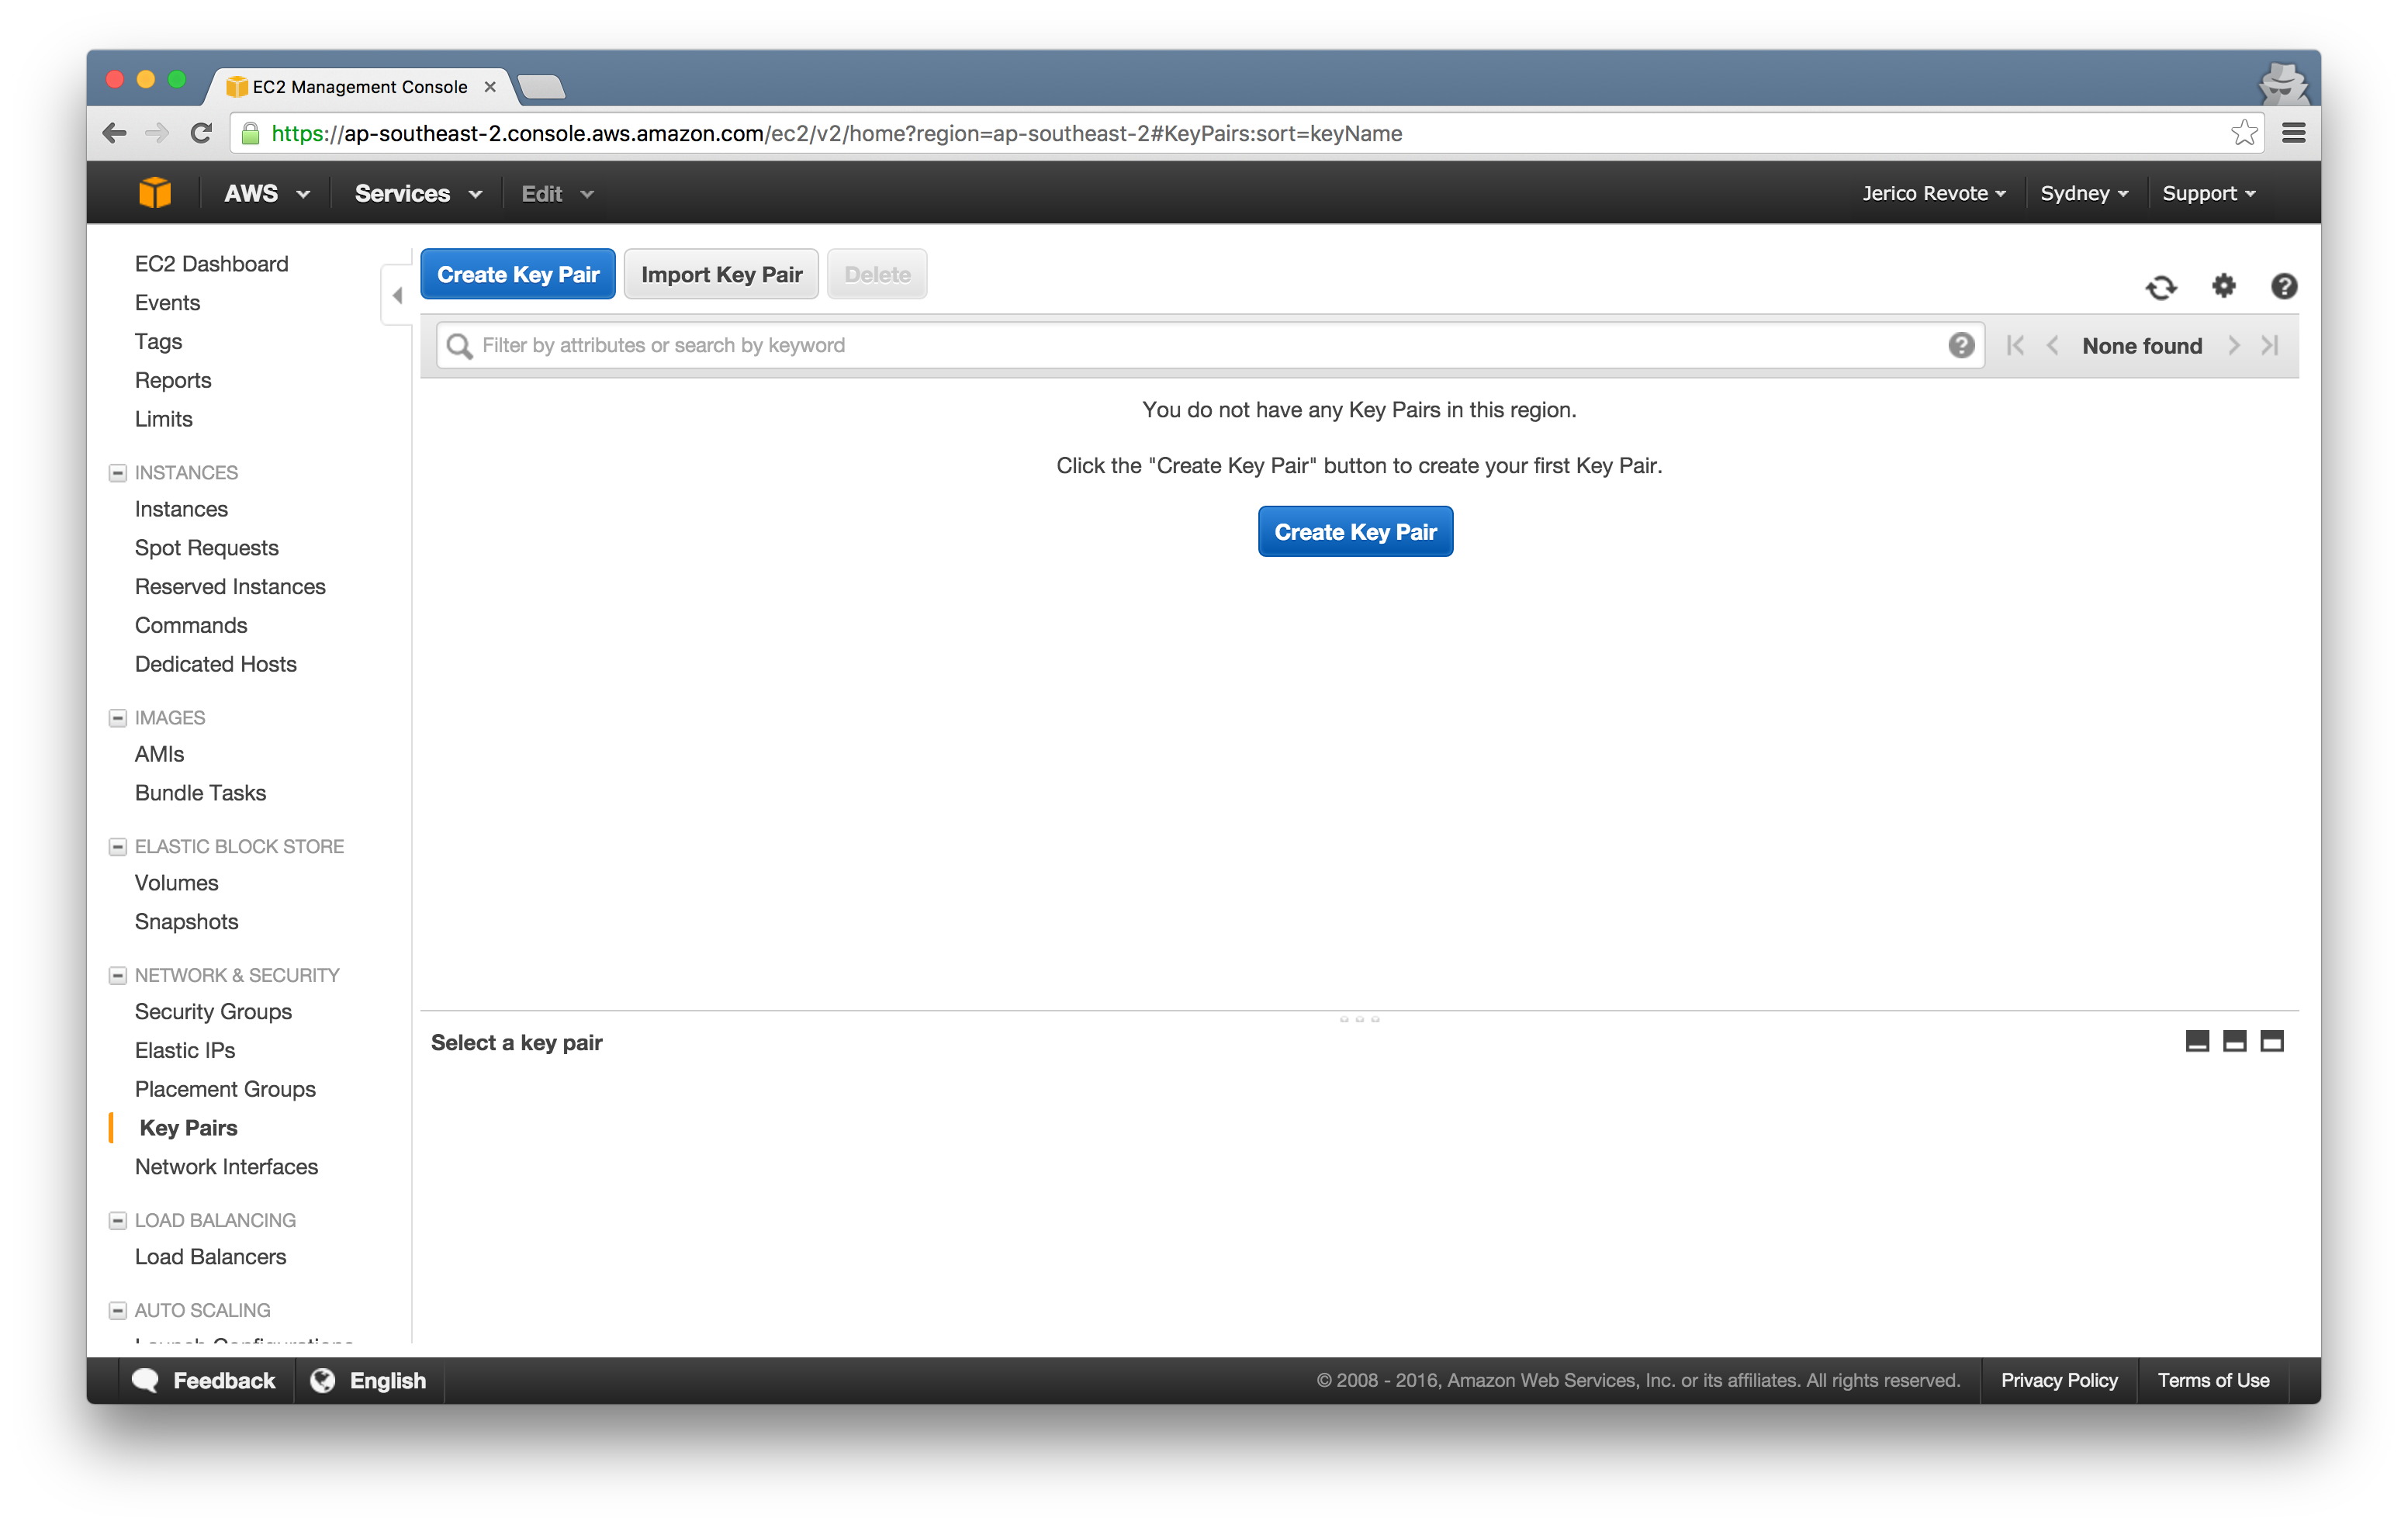 EC2 Management Console
https://ap-southeast-2.console.aws.amazon.com/ec2/v2/home?region=ap-southeast-2#KeyPairs:sort=keyName
AWS Services Edit Jerico Revote Sydney Support
EC2 Dashboard
Events
Tags
Reports
Limits
INSTANCES
Instances
Spot Requests
Reserved Instances
Commands
Dedicated Hosts
IMAGES
AMIs
Bundle Tasks
ELASTIC BLOCK STORE
Volumes
Snapshots
NETWORK & SECURITY
Security Groups
Elastic IPs
Placement Groups
Key Pairs
Network Interfaces
LOAD BALANCING
Load Balancers
AUTO SCALING
Launch Configurations
Create Key Pair Import Key Pair Delete
Filter by attributes or search by keyword
None found
You do not have any Key Pairs in this region.
Click the "Create Key Pair" button to create your first Key Pair.
Create Key Pair
Select a key pair
Feedback English © 2008 - 2016, Amazon Web Services, Inc. or its affiliates. All rights reserved. Privacy Policy Terms of Use